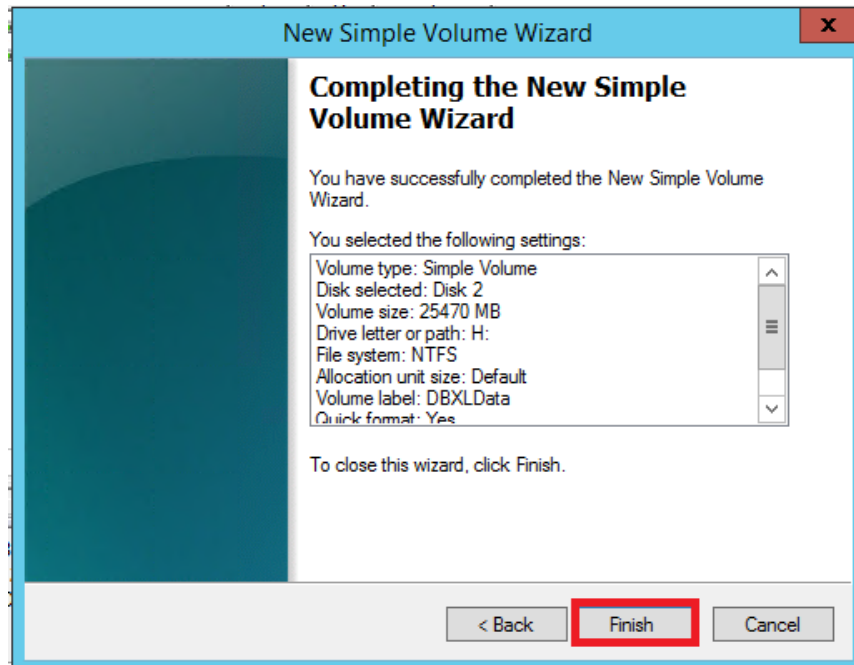 New Simple Volume Wizard
x
Completing the New Simple
Volume Wizard
You have successfully completed the New Simple Volume
Wizard.
You selected the following settings:
Volume type: Simple Volume
Disk selected: Disk 2
Volume size: 25470 MB
Drive letter or path: H:
File system: NTFS
Allocation unit size: Default
Volume label: DBXLData
Quick format: Yes
To close this wizard, click Finish.
< Back
Finish
Cancel